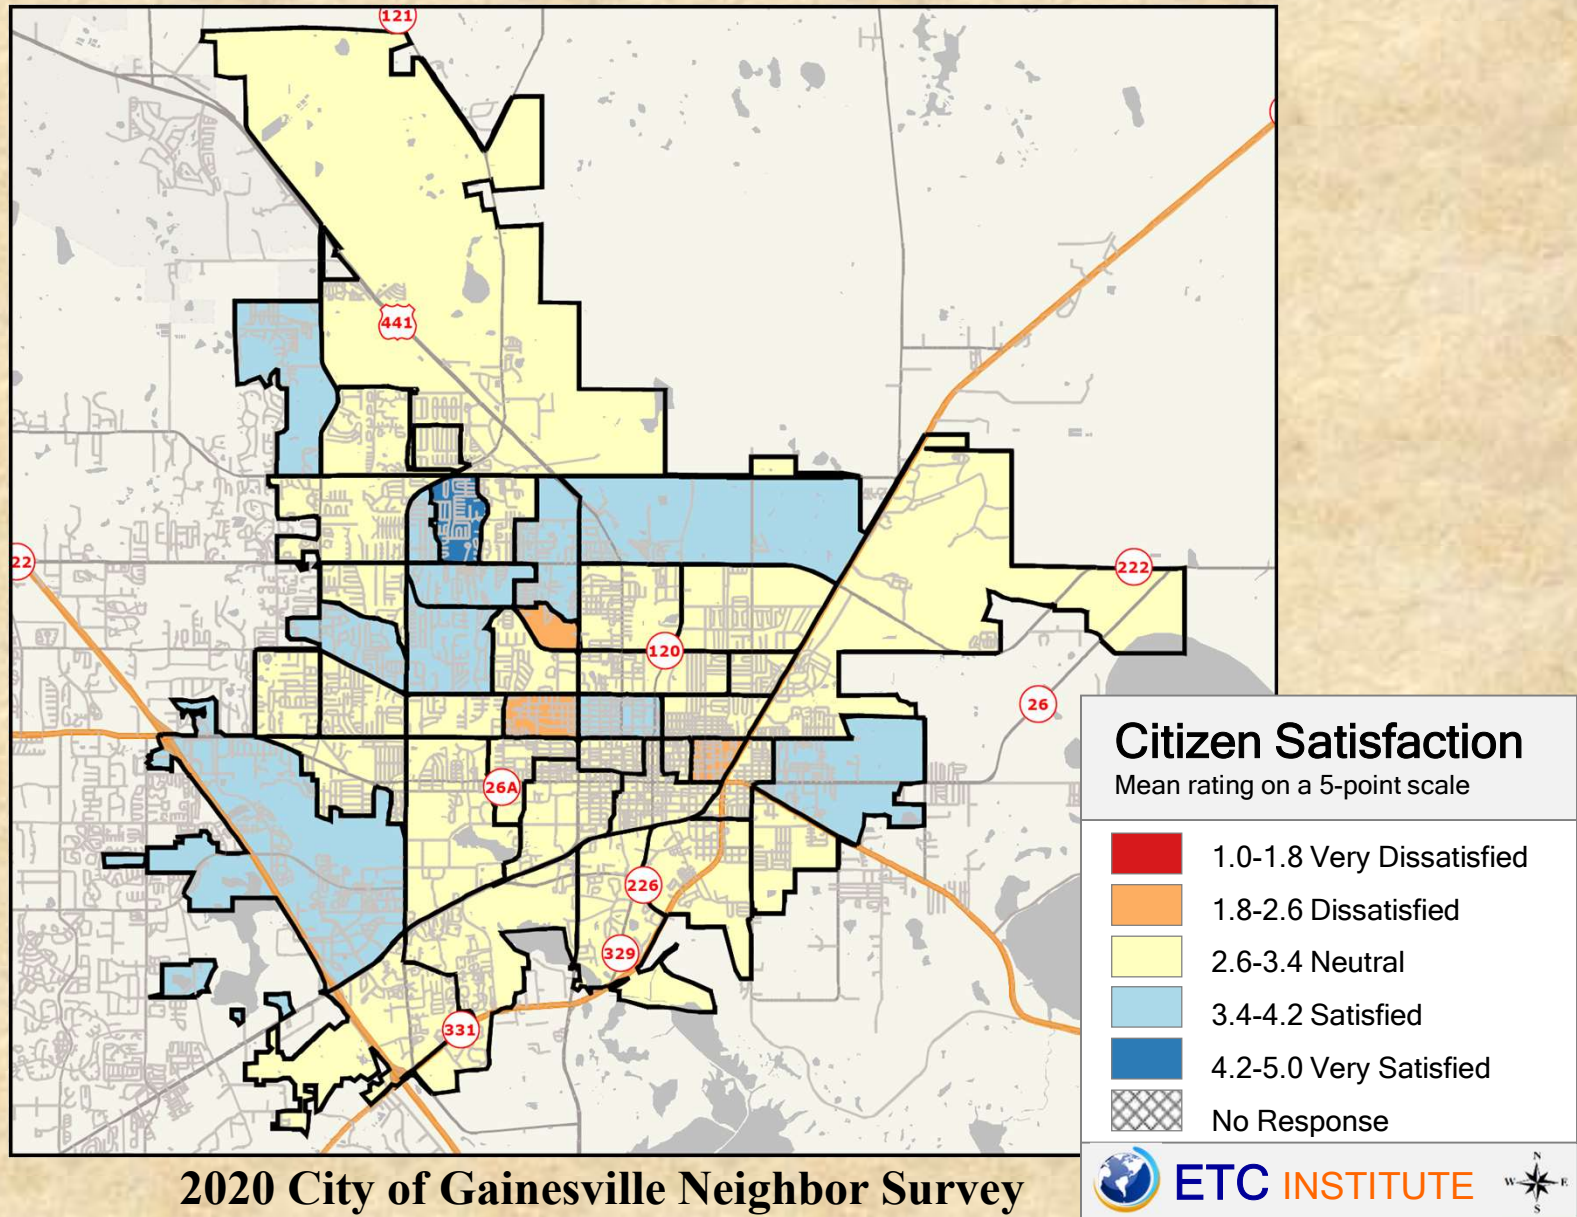 121
441
22
222
120
26
26A
226
329
331
Citizen Satisfaction
Mean rating on a 5-point scale
1.0-1.8 Very Dissatisfied
1.8-2.6 Dissatisfied
2.6-3.4 Neutral
3.4-4.2 Satisfied
4.2-5.0 Very Satisfied
No Response
2020 City of Gainesville Neighbor Survey
ETC INSTITUTE
N
W E
S